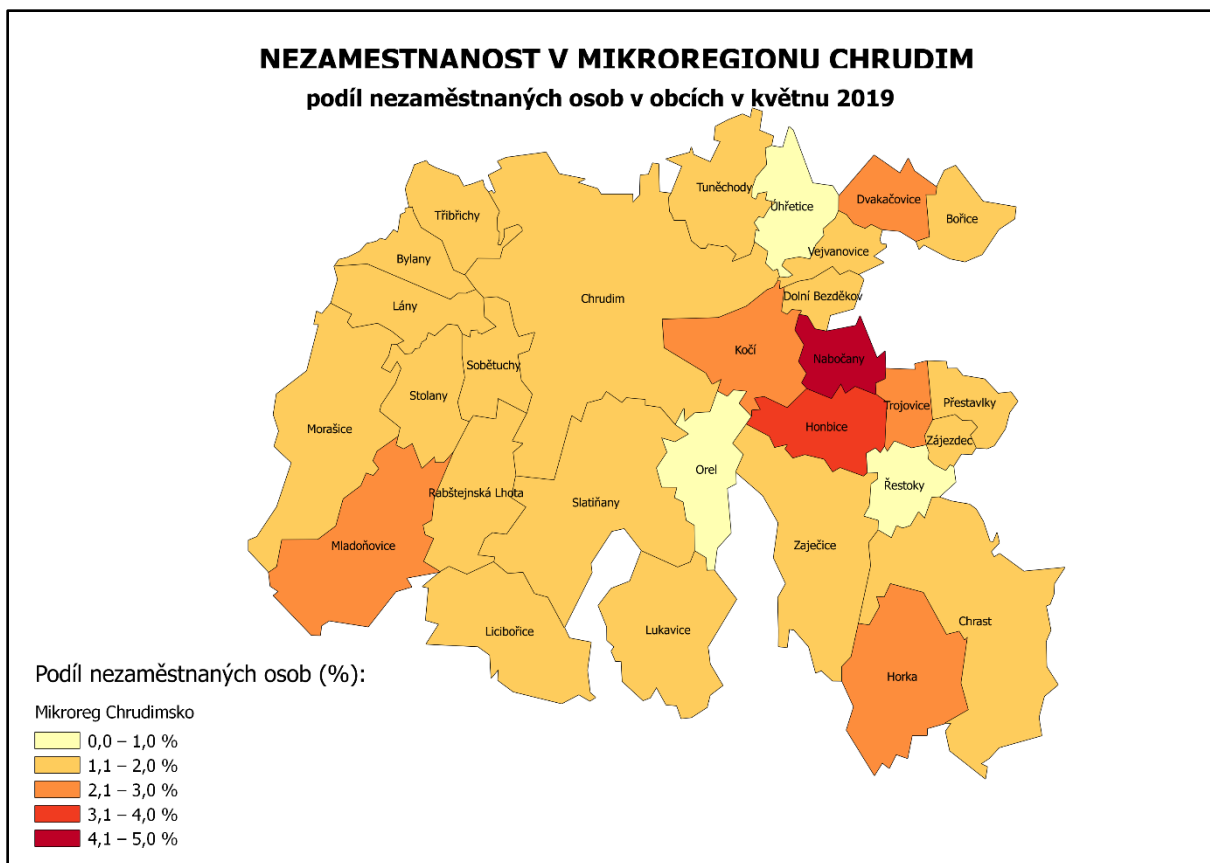 NEZAMESTNANOST V MIKROREGIONU CHRUDIM
podíl nezaměstnaných osob v obcích v květnu 2019
Tuněchody
Úhřetice
Dvakačovice
Bořice
Třibřichy
Vejvanovice
Bylany
Dolní Bezděkov
Chrudim
Lány
Kočí
Nabočany
Sobětuchy
Stolany
Trojovice
Přestavlky
Morašice
Honbice
Zájezdec
Orel
Řestoky
Rabštejnská Lhota
Slatiňany
Mladoňovice
Zaječice
Chrast
Licibořice
Lukavice
Horka
Podíl nezaměstnaných osob (%):
Mikroreg Chrudimsko
0,0 – 1,0 %
1,1 – 2,0 %
2,1 – 3,0 %
3,1 – 4,0 %
4,1 – 5,0 %